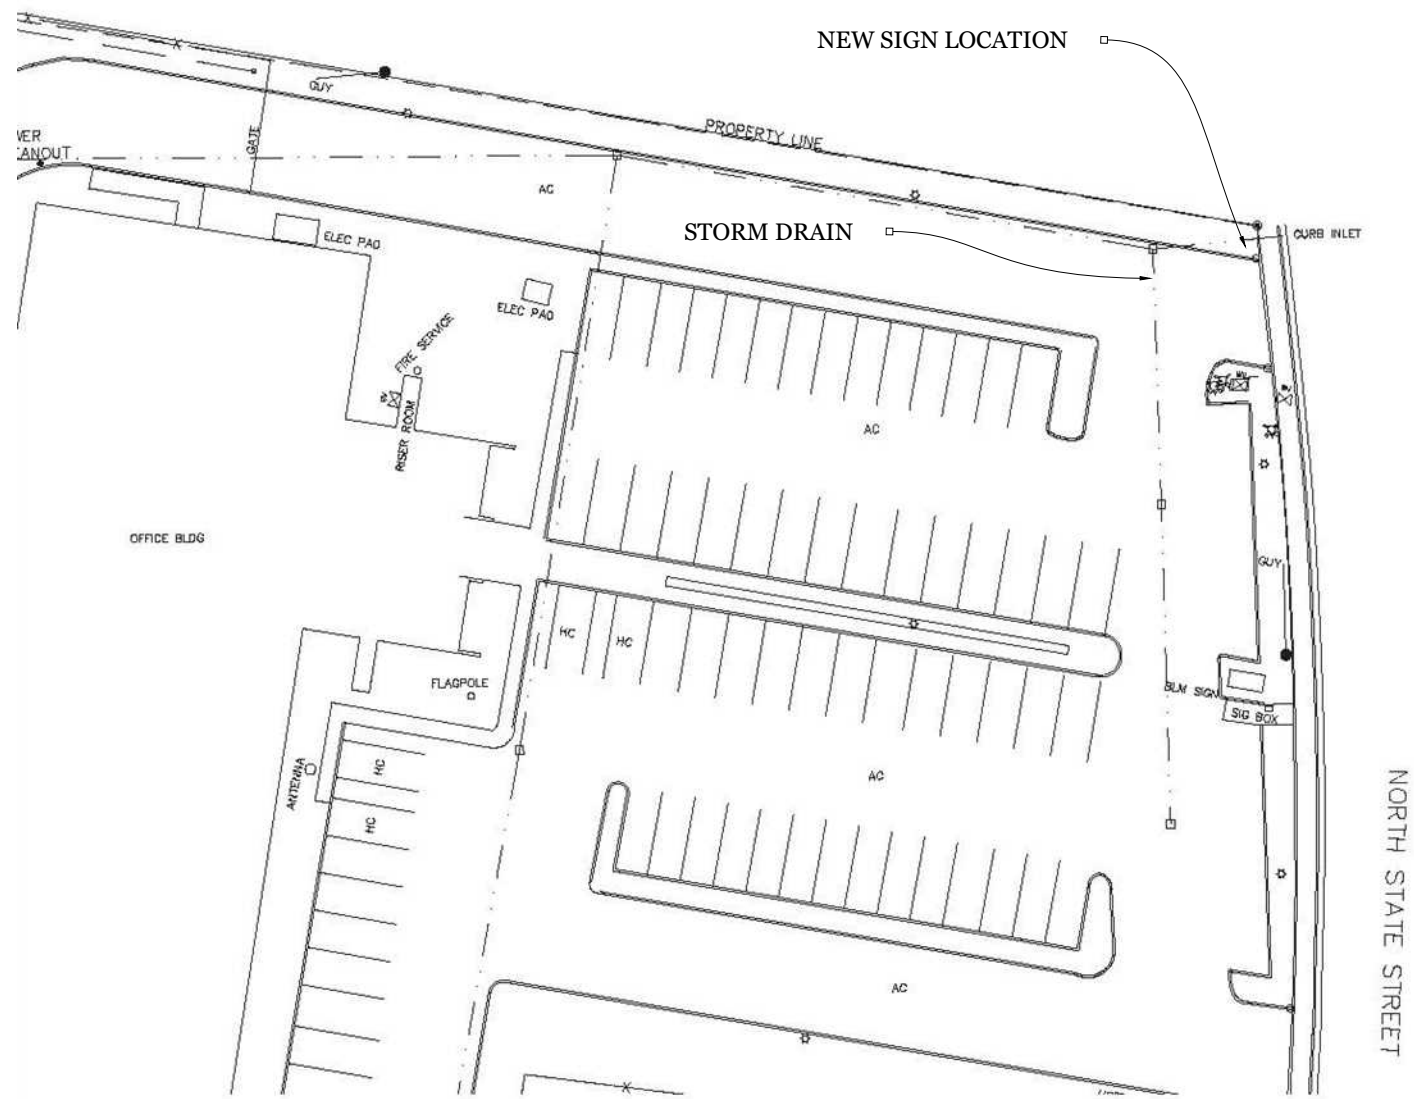 NEW SIGN LOCATION
GUY
PROPERTY LINE
GATE
ANOUT
AC
STORM DRAIN
CURB INLET
ELEC PAD
ELEC PAD
FIRE SERVICE
RISER ROOM
AC
OFFICE BLDG
GUY
HC
HC
FLAGPOLE
BLM SIGN
SIG BOX
ANTENNA
HC
HC
AC
AC
NORTH STATE STREET